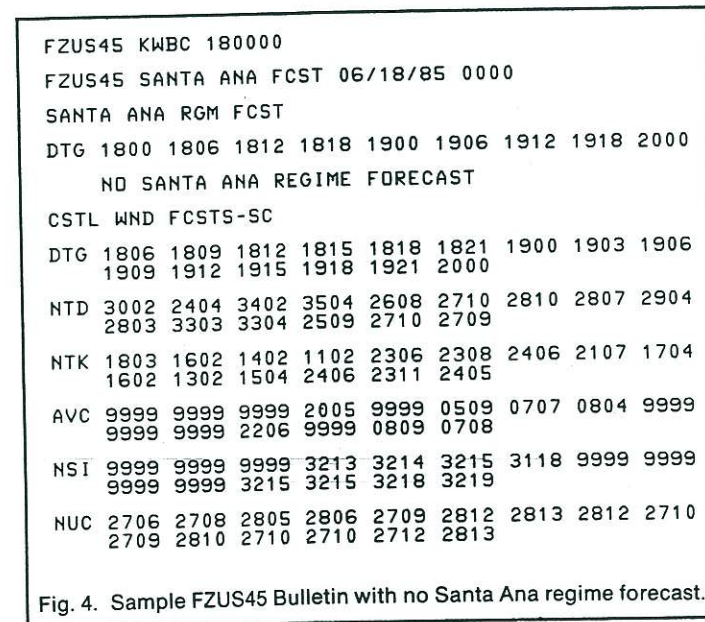 FZUS45 KWBC 180000
FZUS45 SANTA ANA FCST 06/18/85 0000
SANTA ANA RGM FCST
DTG 1800 1806 1812 1818 1900 1906 1912 1918 2000
NO SANTA ANA REGIME FORECAST
CSTL WND FCSTS-SC
DTG 1806 1809 1812 1815 1818 1821 1900 1903 1906
1909 1912 1915 1918 1921 2000
NTD 3002 2404 3402 3504 2608 2710 2810 2807 2904
2803 3303 3304 2509 2710 2709
NTK 1803 1602 1402 1102 2306 2308 2406 2107 1704
1602 1302 1504 2406 2311 2405
AVC 9999 9999 9999 2005 9999 0509 0707 0804 9999
9999 9999 2206 9999 0809 0708
NSI 9999 9999 9999 3213 3214 3215 3118 9999 9999
9999 9999 3215 3215 3218 3219
NUC 2706 2708 2805 2806 2709 2812 2813 2812 2710
2709 2810 2710 2710 2712 2813
Fig. 4. Sample FZUS45 Bulletin with no Santa Ana regime forecast.